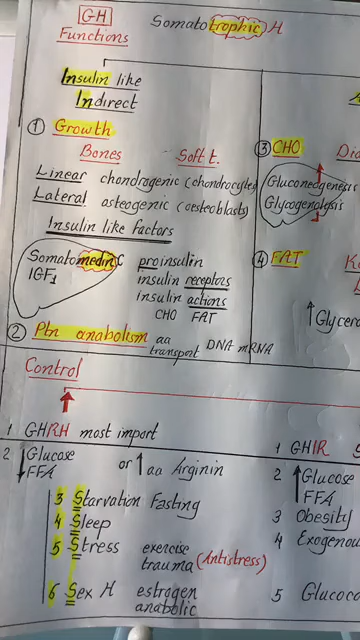 GH Somatotrophic H
Functions
Insulin like
Indirect
① Growth
Bones Soft t.
Linear chondrogenic (chondrocytes
Lateral osteogenic (oesteoblasts)
Insulin like factors
Somatomedin C proinsulin
IGF1 insulin receptors
insulin actions
CHO FAT
② Ptn anabolism aa transport DNA mRNA
③ CHO
Gluconeogenesis
Glycogenolysis
④ FAT
↑Glycero
Control
1 GHRH most import
2 ↓Glucose FFA or ↑aa Arginin
3 Starvation Fasting
4 Sleep
5 Stress exercise
trauma (Antistress)
6 Sex H estrogen
anabolic
1 GHIR
2 ↑Glucose
FFA
3 Obesity
4 Exogenou
5 Glucoco